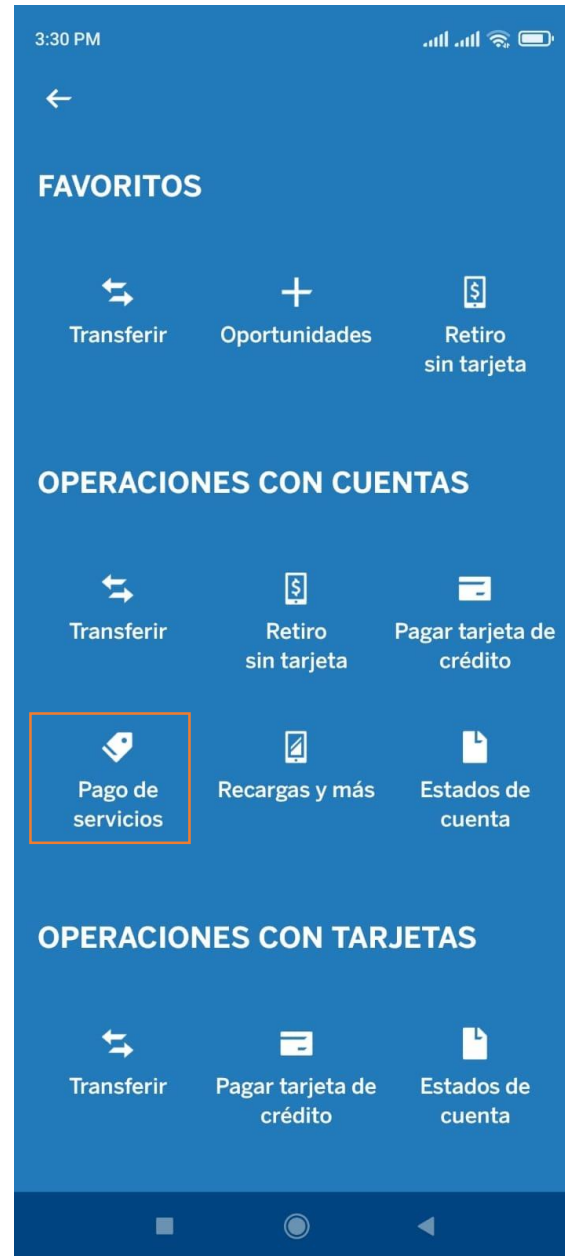 3:30 PM
FAVORITOS
Transferir
Oportunidades
Retiro
sin tarjeta
OPERACIONES CON CUENTAS
Transferir
Retiro
sin tarjeta
Pagar tarjeta de
crédito
Pago de
servicios
Recargas y más
Estados de
cuenta
OPERACIONES CON TARJETAS
Transferir
Pagar tarjeta de
crédito
Estados de
cuenta